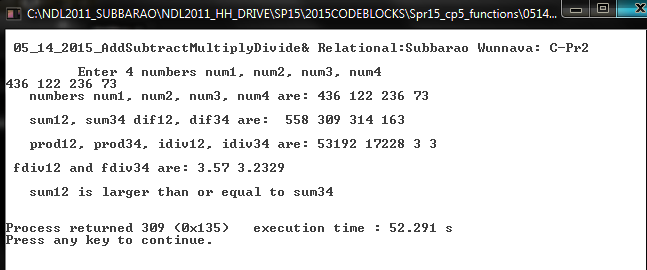 C:\NDL2011_SUBBARAO\NDL2011_HH_DRIVE\SP15\2015CODEBLOCKS\Spr15_cp5_functions\0514...
05_14_2015_AddSubtractMultiplyDivide& Relational:Subbarao Wunnava: C-Pr2
Enter 4 numbers num1, num2, num3, num4
436 122 236 73
numbers num1, num2, num3, num4 are: 436 122 236 73
sum12, sum34 dif12, dif34 are:  558 309 314 163
prod12, prod34, idiv12, idiv34 are: 53192 17228 3 3
fdiv12 and fdiv34 are: 3.57 3.2329
sum12 is larger than or equal to sum34
Process returned 309 (0x135)   execution time : 52.291 s
Press any key to continue.